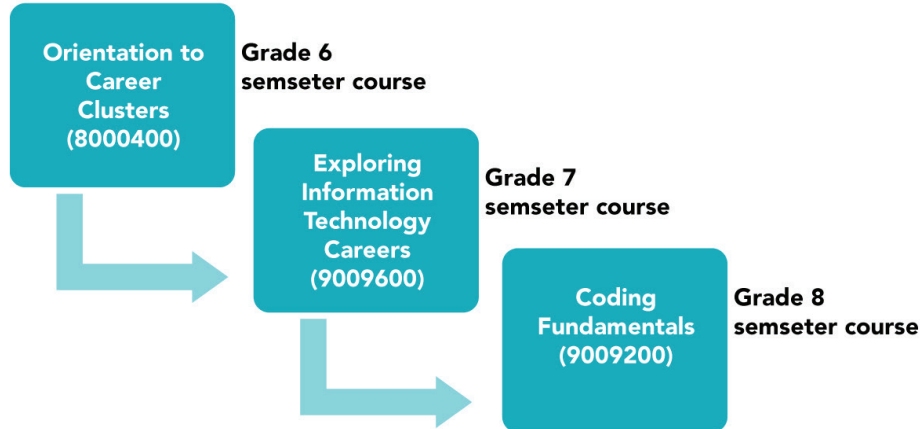 Orientation to
Career
Clusters
(8000400)
Grade 6
semseter course
Exploring
Information
Technology
Careers
(9009600)
Grade 7
semseter course
Coding
Fundamentals
(9009200)
Grade 8
semseter course